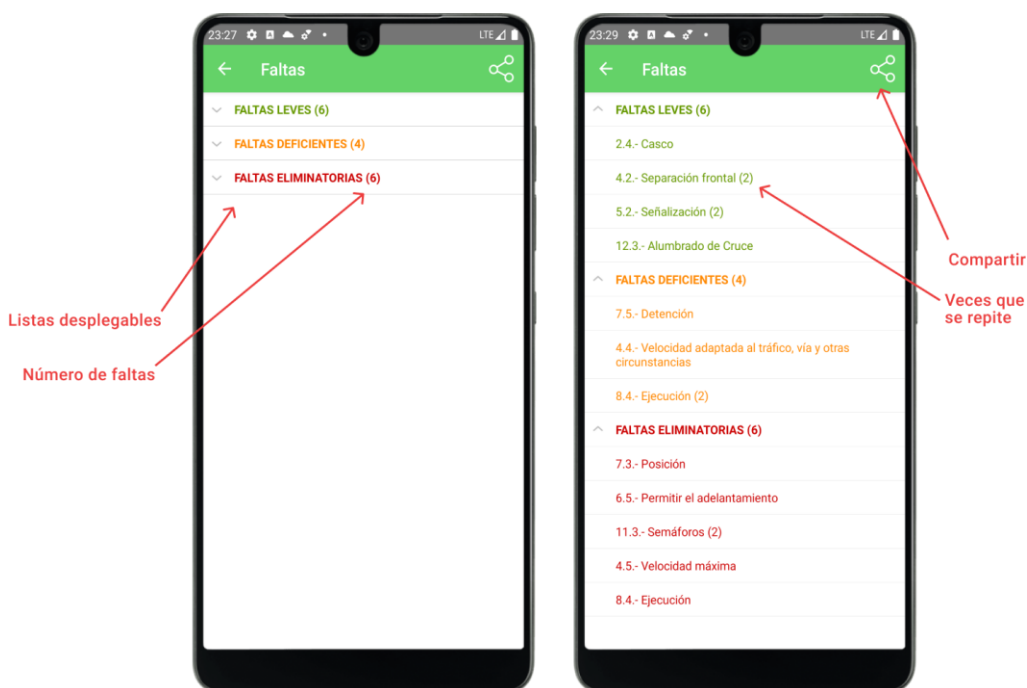 23:27
LTE
Faltas
FALTAS LEVES (6)
FALTAS DEFICIENTES (4)
FALTAS ELIMINATORIAS (6)
Listas desplegables
Número de faltas
23:29
LTE
Faltas
FALTAS LEVES (6)
2.4.- Casco
4.2.- Separación frontal (2)
5.2.- Señalización (2)
12.3.- Alumbrado de Cruce
FALTAS DEFICIENTES (4)
7.5.- Detención
4.4.- Velocidad adaptada al tráfico, vía y otras
circunstancias
8.4.- Ejecución (2)
FALTAS ELIMINATORIAS (6)
7.3.- Posición
6.5.- Permitir el adelantamiento
11.3.- Semáforos (2)
4.5.- Velocidad máxima
8.4.- Ejecución
Compartir
Veces que
se repite